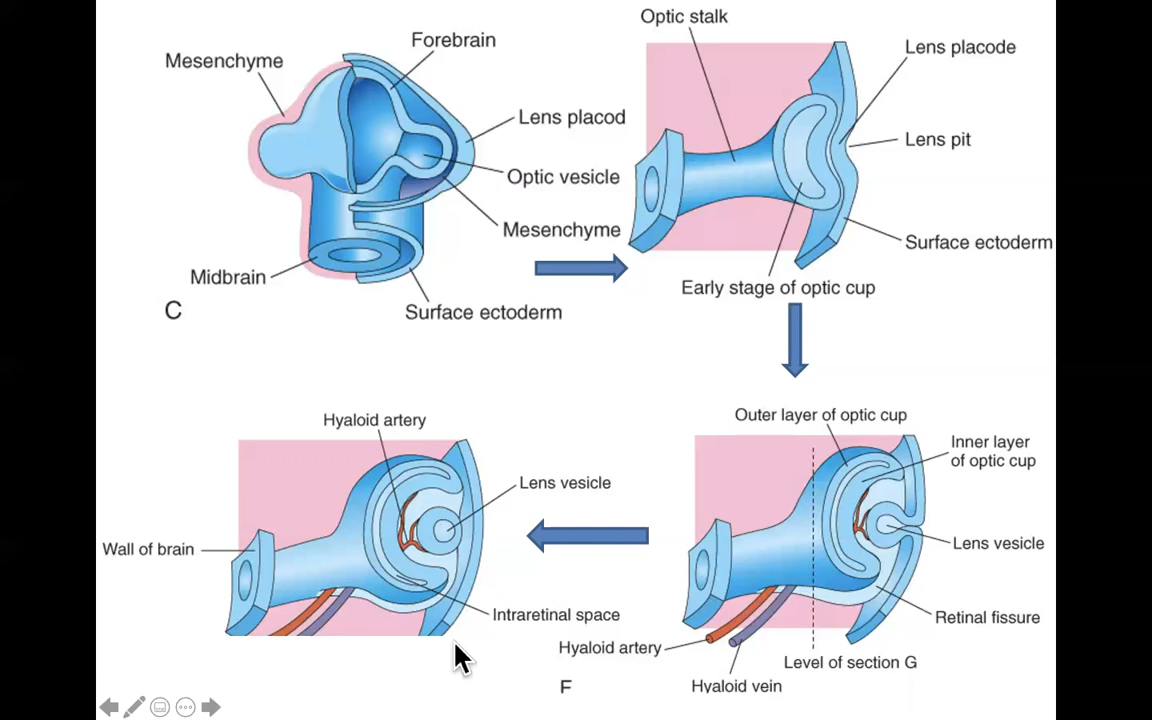 Optic stalk
Forebrain
Mesenchyme
Lens placode
Lens placod
Lens pit
Optic vesicle
Mesenchyme
Surface ectoderm
Midbrain
Early stage of optic cup
C
Surface ectoderm
Hyaloid artery
Outer layer of optic cup
Inner layer
of optic cup
Lens vesicle
Wall of brain
Lens vesicle
Intraretinal space
Retinal fissure
Hyaloid artery
Level of section G
Hyaloid vein